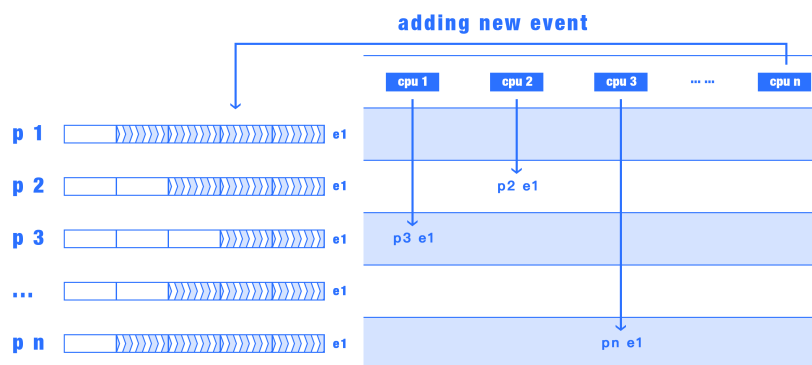 adding new event
cpu 1 cpu 2 cpu 3 ... ... cpu n
p 1 e1
p 2 e1 p2 e1
p 3 e1 p3 e1
... e1
p n e1 pn e1